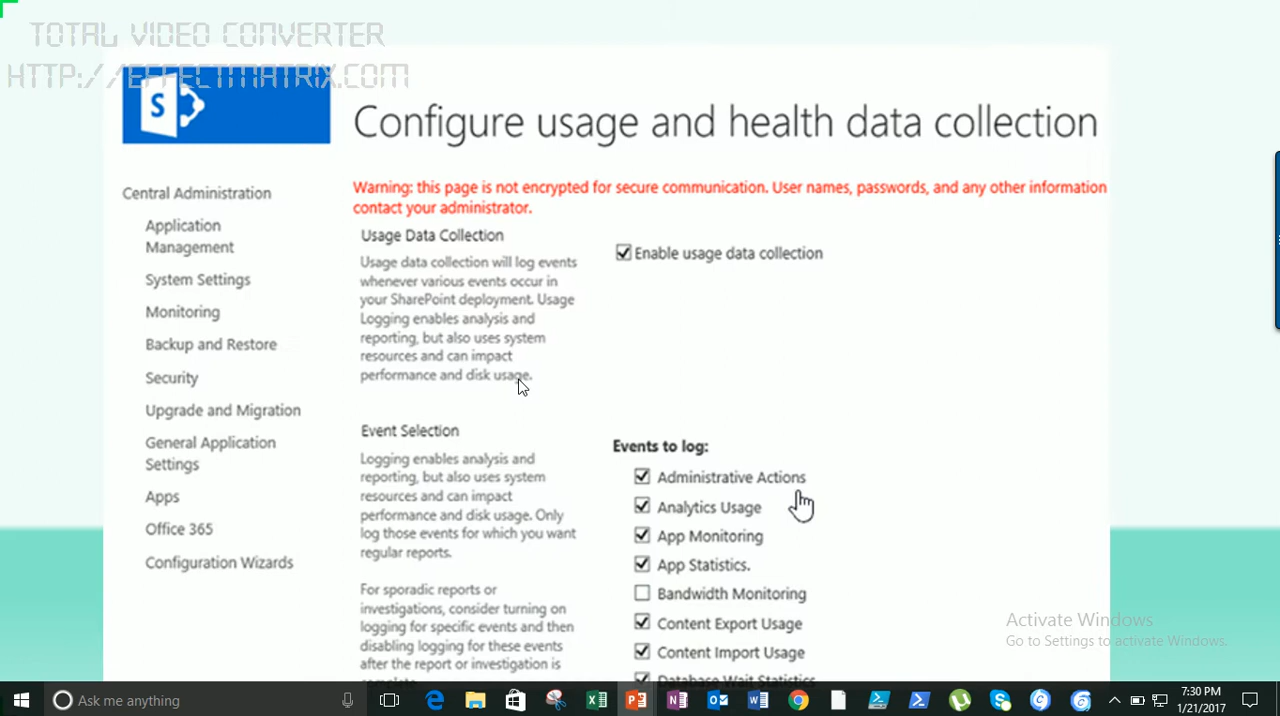 TOTAL VIDEO CONVERTER
HTTP://EFFECTMATRIX.COM
S
Configure usage and health data collection
Warning: this page is not encrypted for secure communication. User names, passwords, and any other information
contact your administrator.
Central Administration
Application
Management
System Settings
Monitoring
Backup and Restore
Security
Upgrade and Migration
General Application
Settings
Apps
Office 365
Configuration Wizards
Usage Data Collection
Usage data collection will log events
whenever various events occur in
your SharePoint deployment. Usage
Logging enables analysis and
reporting, but also uses system
resources and can impact
performance and disk usage.
Enable usage data collection
Event Selection
Logging enables analysis and
reporting, but also uses system
resources and can impact
performance and disk usage. Only
log those events for which you want
regular reports.
For sporadic reports or
investigations, consider turning on
logging for specific events and then
disabling logging for these events
after the report or investigation is
Events to log:
Administrative Actions
Analytics Usage
App Monitoring
App Statistics.
Bandwidth Monitoring
Content Export Usage
Content Import Usage
Database Wait Statistics
Activate Windows
Go to Settings to activate Windows.
Ask me anything
7:30 PM
1/21/2017